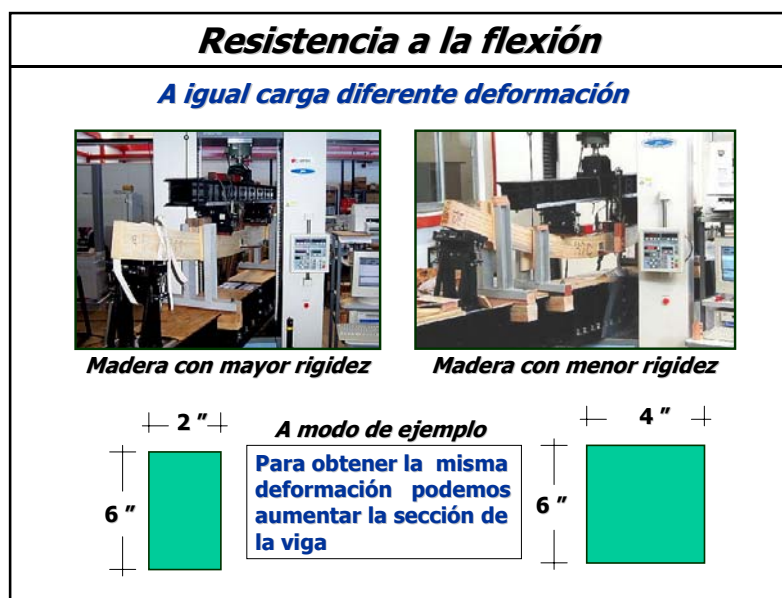 Resistencia a la flexión
A igual carga diferente deformación
Madera con mayor rigidez
Madera con menor rigidez
2 "
A modo de ejemplo
4 "
6 "
Para obtener la misma
deformación podemos
aumentar la sección de
la viga
6 "